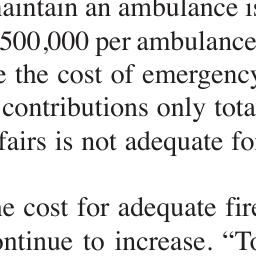 maintain an ambulance is
500,000 per ambulance
the cost of emergency
contributions only tota
fairs is not adequate fo
cost for adequate fire
ontinue to increase. “To